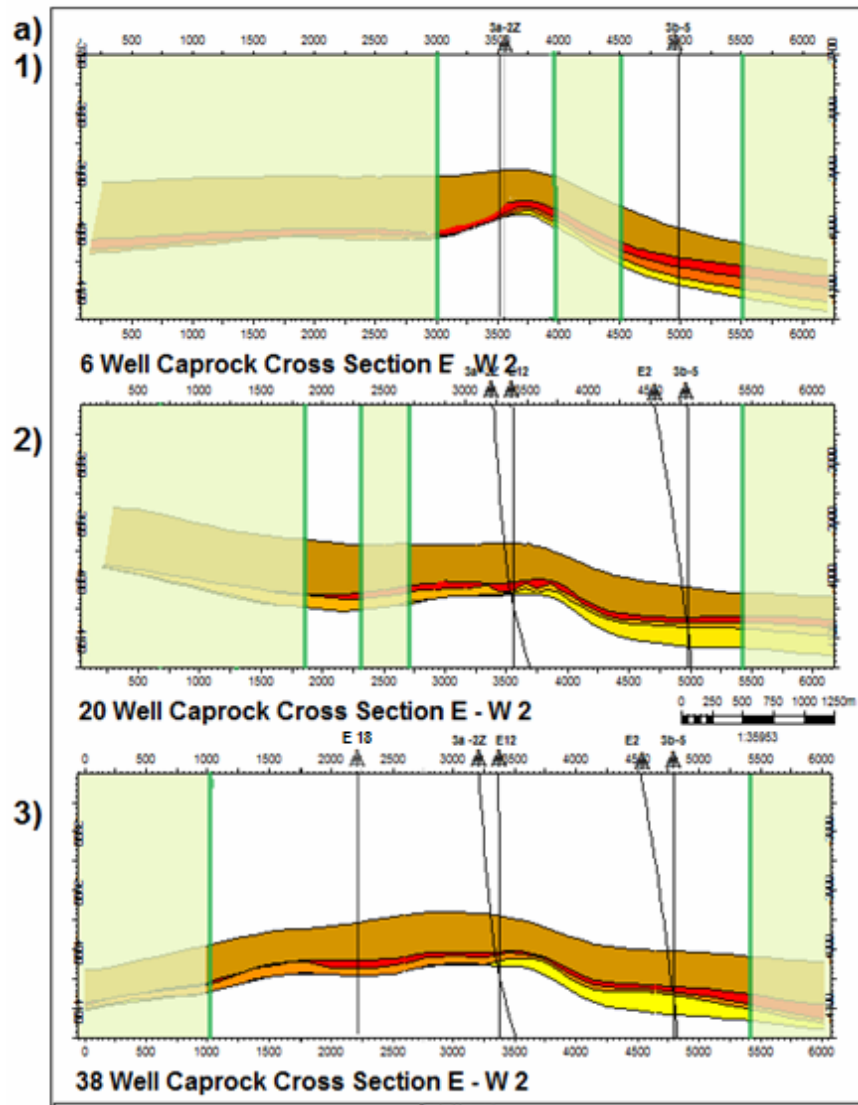 a)
1)
3a-2Z 3b-5
500 1000 1500 2000 2500 3000 3500 4000 4500 5000 5500 6000
500 1000 1500 2000 2500 3000 3500 4000 4500 5000 5500 6000
6 Well Caprock Cross Section E - W 2
2)
E12 E2 3b-5
500 1000 1500 2000 2500 3000 3500 4000 4500 5000 5500 6000
500 1000 1500 2000 2500 3000 3500 4000 4500 5000 5500 6000
20 Well Caprock Cross Section E - W 2
0 250 500 750 1000 1250m
1:35953
3)
E 18 3a -2Z E12 E2 3b-5
0 500 1000 1500 2000 2500 3000 3500 4000 4500 5000 5500 6000
0 500 1000 1500 2000 2500 3000 3500 4000 4500 5000 5500 6000
38 Well Caprock Cross Section E - W 2